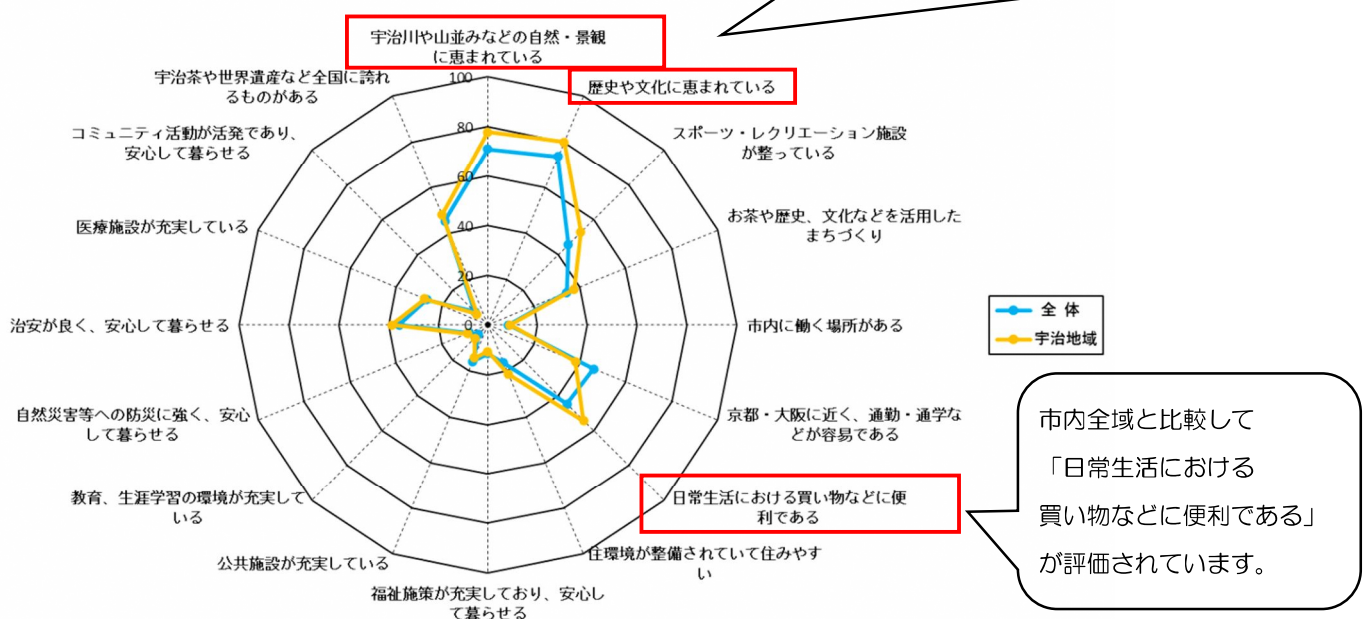 宇治川や山並みなどの自然・景観
に恵まれている
歴史や文化に恵まれている
スポーツ・レクリエーション施設
が整っている
お茶や歴史、文化などを活用した
まちづくり
市内に働く場所がある
京都・大阪に近く、通勤・通学な
どが容易である
日常生活における買い物などに便
利である
住環境が整備されていて住みやす
い
福祉施策が充実しており、安心し
て暮らせる
公共施設が充実している
教育、生涯学習の環境が充実して
いる
自然災害等への防災に強く、安心
して暮らせる
治安が良く、安心して暮らせる
医療施設が充実している
コミュニティ活動が活発であり、
安心して暮らせる
宇治茶や世界遺産など全国に誇れ
るものがある
100
80
60
40
20
0
全 体
宇治地域
市内全域と比較して
「日常生活における
買い物などに便利である」
が評価されています。